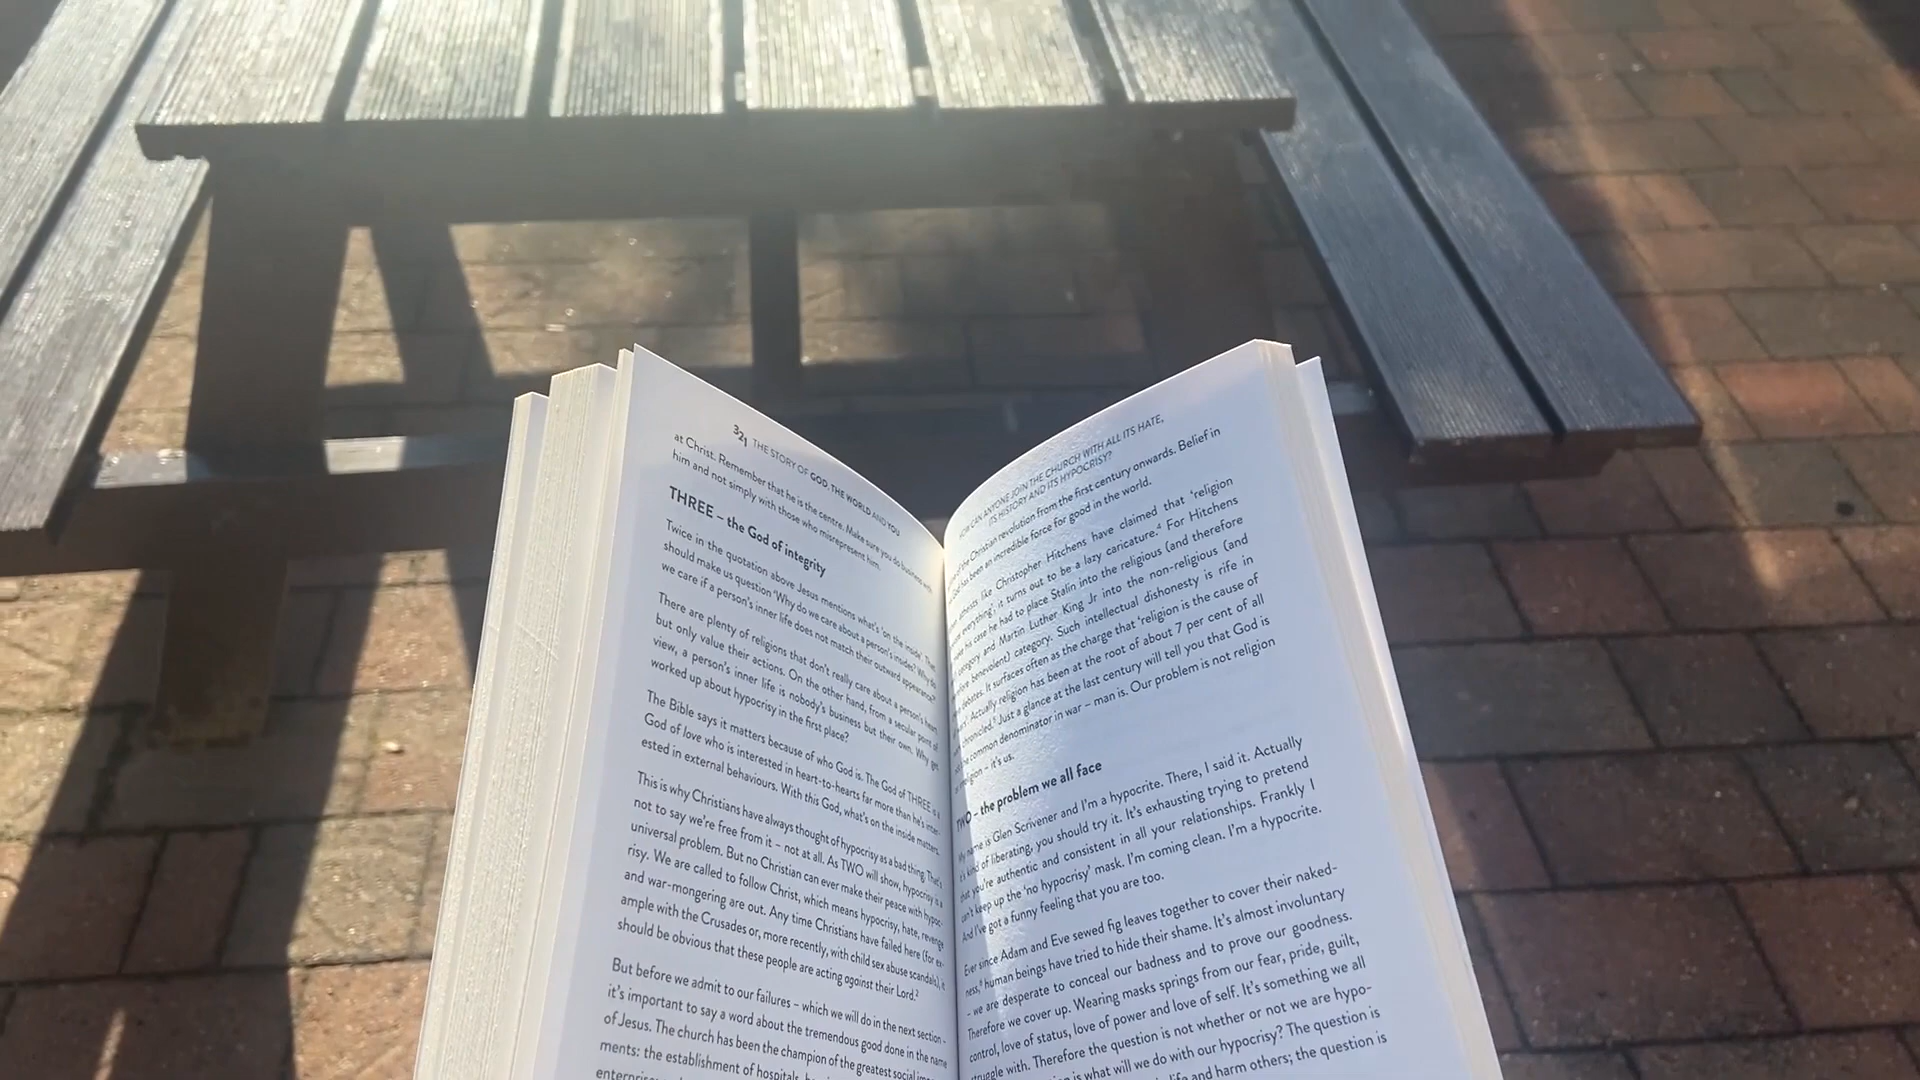 321 THE STORY OF GOD, THE WORLD AND YOU
at Christ. Remember that he is the centre. Make sure you do business with
him and not simply with those who misrepresent him.
THREE – the God of integrity
Twice in the quotation above Jesus mentions what's 'on the inside'. That
should make us question 'Why do we care about a person's insides? Why do
we care if a person's inner life does not match their outward appearance?'
There are plenty of religions that don't really care about a person's heart
but only value their actions. On the other hand, from a secular point of
view, a person's inner life is nobody's business but their own. Why get
worked up about hypocrisy in the first place?
The Bible says it matters because of who God is. The God of THREE is a
God of love who is interested in heart-to-hearts far more than he's inter-
ested in external behaviours. With this God, what's on the inside matters.
This is why Christians have always thought of hypocrisy as a bad thing. That's
not to say we're free from it – not at all. As TWO will show, hypocrisy is a
universal problem. But no Christian can ever make their peace with hypoc-
risy. We are called to follow Christ, which means hypocrisy, hate, revenge
and war-mongering are out. Any time Christians have failed here (for ex-
ample with the Crusades or, more recently, with child sex abuse scandals), it
should be obvious that these people are acting against their Lord.²
But before we admit to our failures – which we will do in the next section –
it's important to say a word about the tremendous good done in the name
of Jesus. The church has been the champion of the greatest social
ments: the establishment of hospitals,
HOW CAN ANYONE JOIN THE CHURCH WITH ALL ITS HATE,
ITS HISTORY AND ITS HYPOCRISY?
the Christian revolution from the first century onwards. Belief in
God has been an incredible force for good in the world.
atheists like Christopher Hitchens have claimed that 'religion
everything', it turns out to be a lazy caricature.⁴ For Hitchens
his case he had to place Stalin into the religious (and therefore
category and Martin Luther King Jr into the non-religious (and
benevolent) category. Such intellectual dishonesty is rife in
debates. It surfaces often as the charge that 'religion is the cause of
Actually religion has been at the root of about 7 per cent of all
chronicled.⁵ Just a glance at the last century will tell you that God is
the common denominator in war – man is. Our problem is not religion
religion – it's us.
TWO – the problem we all face
My name is Glen Scrivener and I'm a hypocrite. There, I said it. Actually
it's kind of liberating, you should try it. It's exhausting trying to pretend
that you're authentic and consistent in all your relationships. Frankly I
can't keep up the 'no hypocrisy' mask. I'm coming clean. I'm a hypocrite.
And I've got a funny feeling that you are too.
Ever since Adam and Eve sewed fig leaves together to cover their naked-
ness,⁶ human beings have tried to hide their shame. It's almost involuntary
– we are desperate to conceal our badness and to prove our goodness.
Therefore we cover up. Wearing masks springs from our fear, pride, guilt,
control, love of status, love of power and love of self. It's something we all
struggle with. Therefore the question is not whether or not we are hypo-
is what will we do with our hypocrisy? The question is
life and harm others; the question is